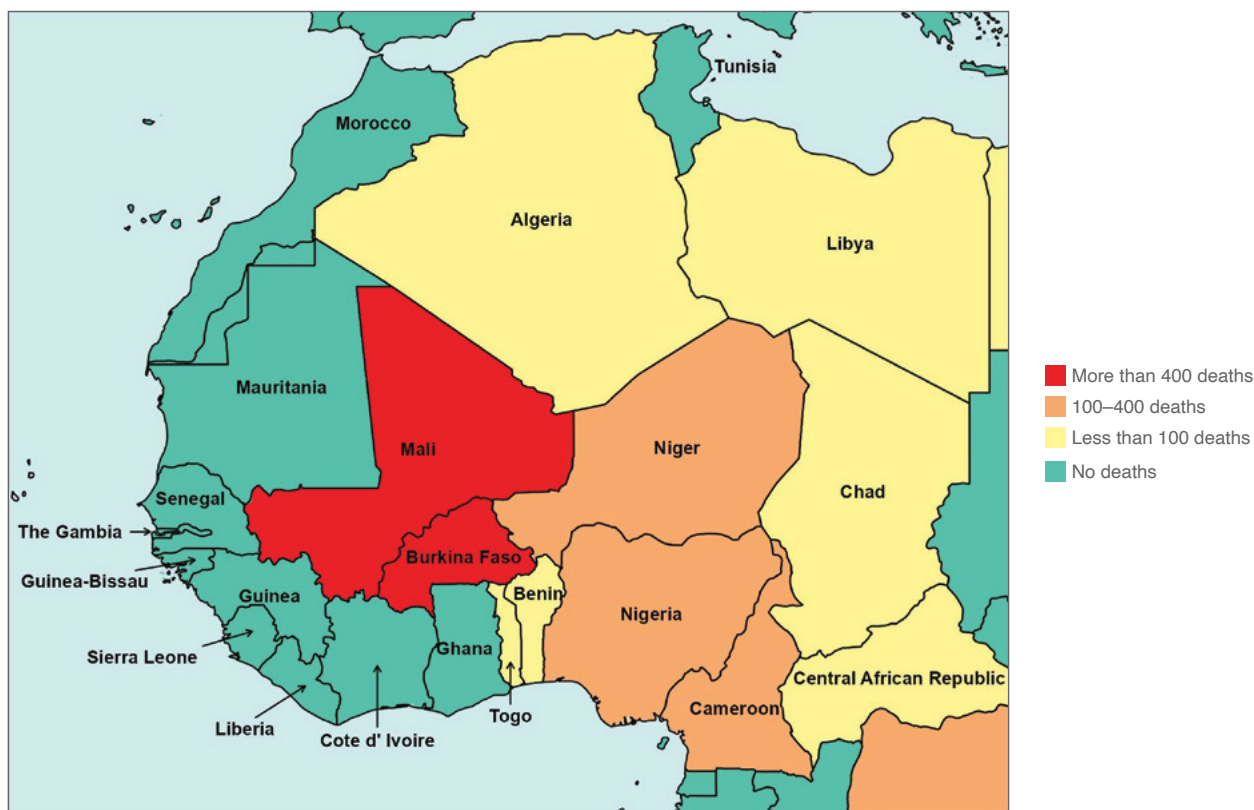 Tunisia
Morocco
Algeria
Libya
Mauritania
Mali
Niger
Chad
Senegal
The Gambia
Burkina Faso
Guinea-Bissau
Guinea
Benin
Nigeria
Ghana
Sierra Leone
Central African Republic
Cameroon
Togo
Liberia
Cote d' Ivoire
More than 400 deaths
100–400 deaths
Less than 100 deaths
No deaths